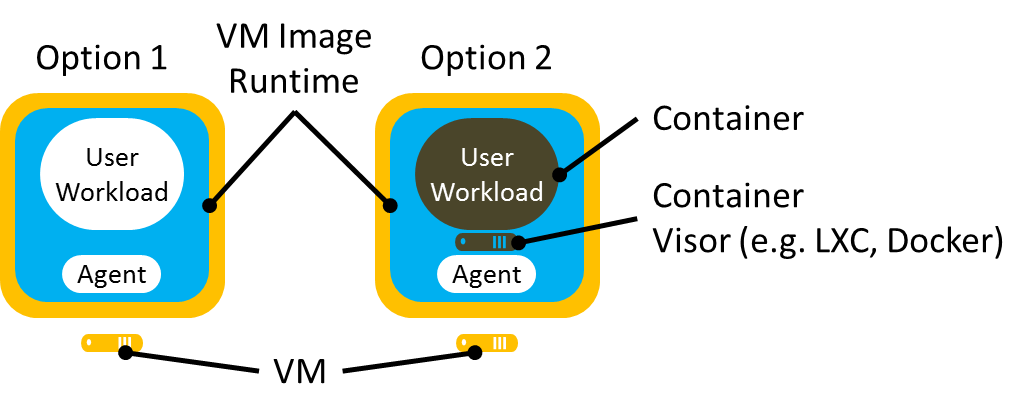 Option 1
VM Image
Runtime
Option 2
User
Workload
Agent
User
Workload
Agent
Container
Container
Visor (e.g. LXC, Docker)
VM